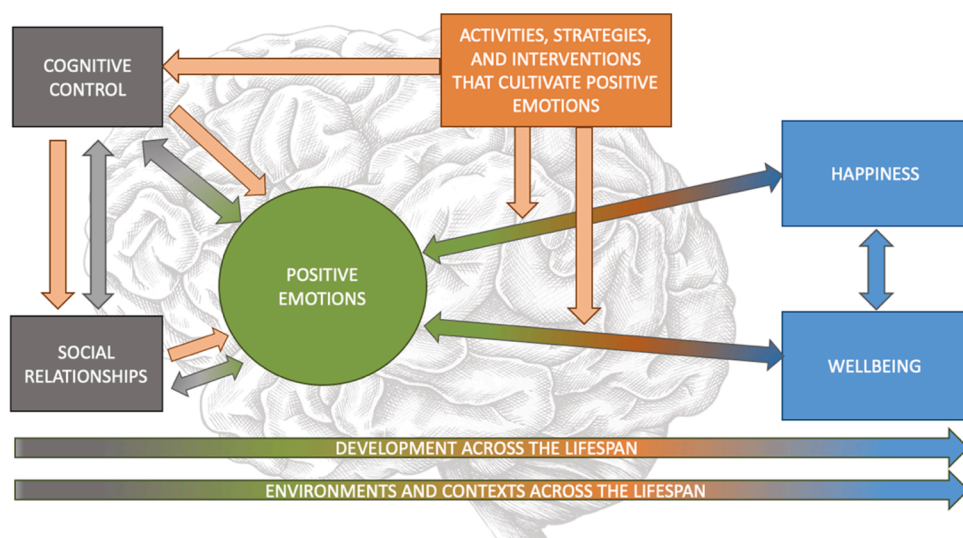 COGNITIVE
CONTROL
ACTIVITIES, STRATEGIES,
AND INTERVENTIONS
THAT CULTIVATE POSITIVE
EMOTIONS
HAPPINESS
POSITIVE
EMOTIONS
SOCIAL
RELATIONSHIPS
WELLBEING
DEVELOPMENT ACROSS THE LIFESPAN
ENVIRONMENTS AND CONTEXTS ACROSS THE LIFESPAN